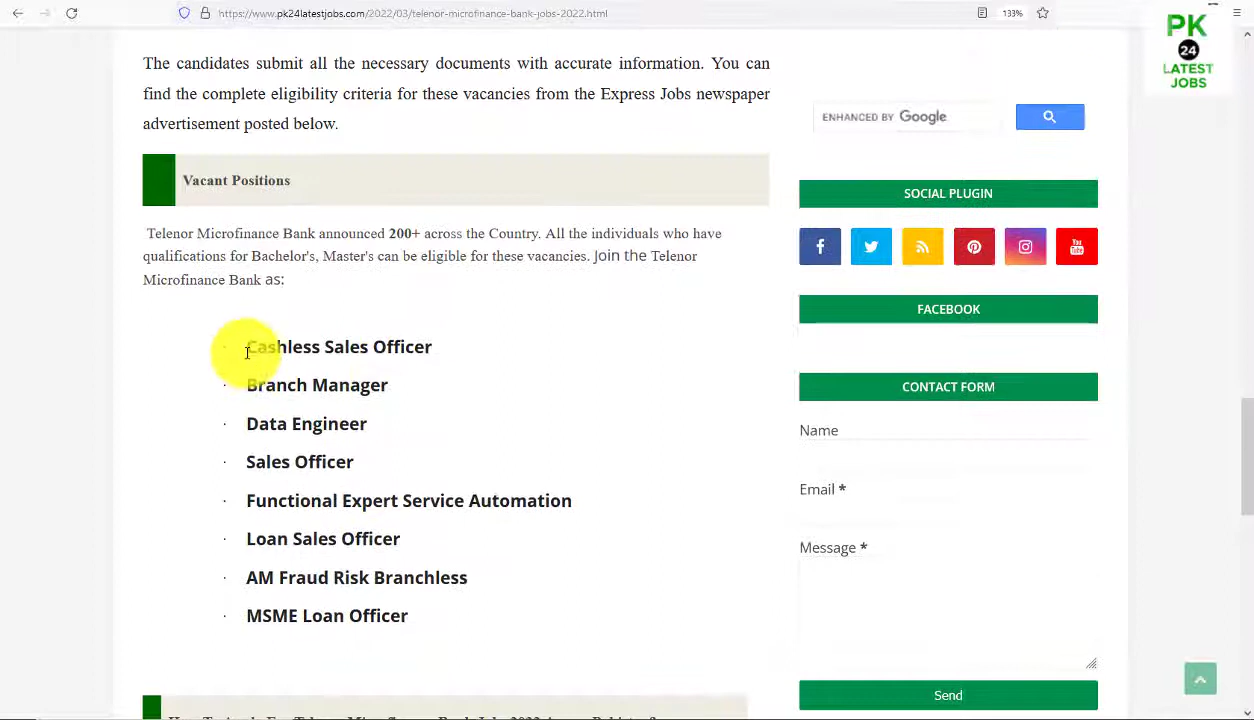 https://www.pk24latestjobs.com/2022/03/telenor-microfinance-bank-jobs-2022.html
133%
PK
24
LATEST
JOBS
The candidates submit all the necessary documents with accurate information. You can
find the complete eligibility criteria for these vacancies from the Express Jobs newspaper
advertisement posted below.
Vacant Positions
Telenor Microfinance Bank announced 200+ across the Country. All the individuals who have
qualifications for Bachelor's, Master's can be eligible for these vacancies. Join the Telenor
Microfinance Bank as:
· Cashless Sales Officer
· Branch Manager
· Data Engineer
· Sales Officer
· Functional Expert Service Automation
· Loan Sales Officer
· AM Fraud Risk Branchless
· MSME Loan Officer
ENHANCED BY Google
SOCIAL PLUGIN
You
Tube
FACEBOOK
CONTACT FORM
Name
Email *
Message *
Send